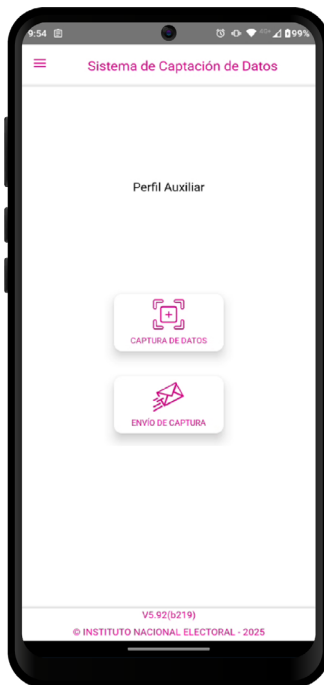 9:54
99%
Sistema de Captación de Datos
Perfil Auxiliar
CAPTURA DE DATOS
ENVÍO DE CAPTURA
V5.92(b219)
© INSTITUTO NACIONAL ELECTORAL - 2025